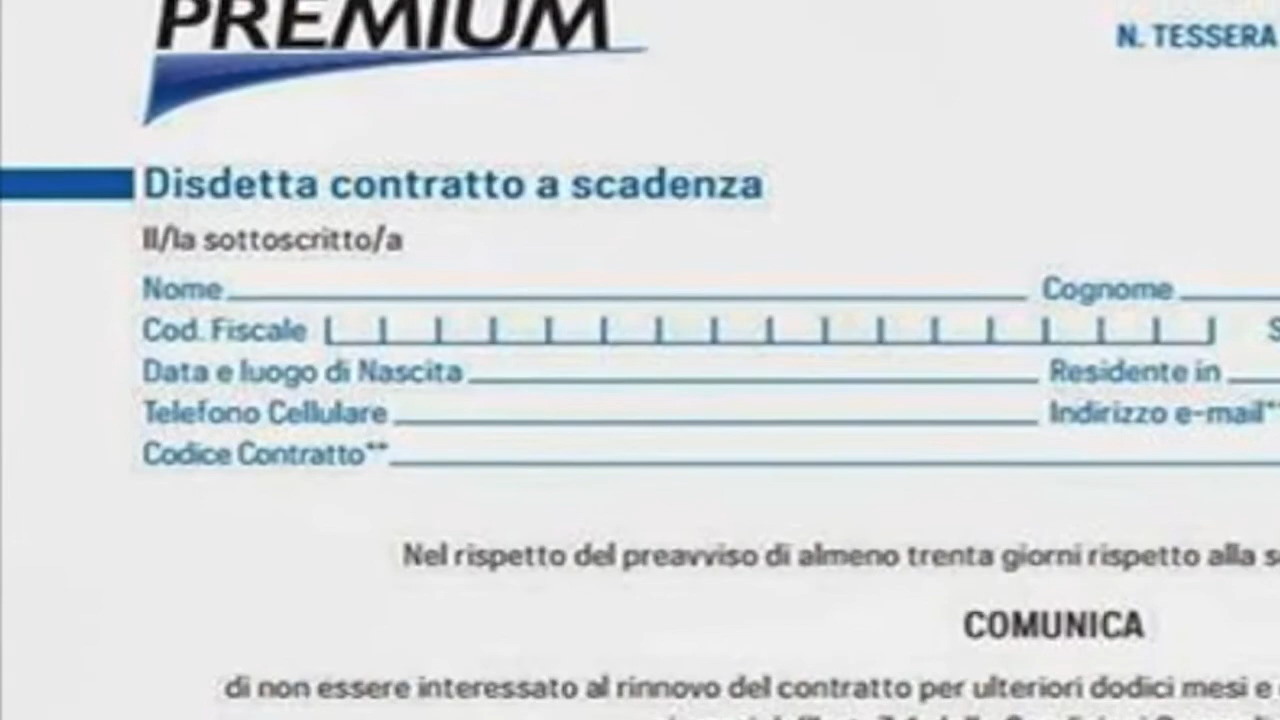 PREMIUM
N. TESSERA
Disdetta contratto a scadenza
Il/la sottoscritto/a
Nome Cognome
Cod. Fiscale S
Data e luogo di Nascita Residente in
Telefono Cellulare Indirizzo e-mail**
Codice Contratto**
Nel rispetto del preavviso di almeno trenta giorni rispetto alla s
COMUNICA
di non essere interessato al rinnovo del contratto per ulteriori dodici mesi e